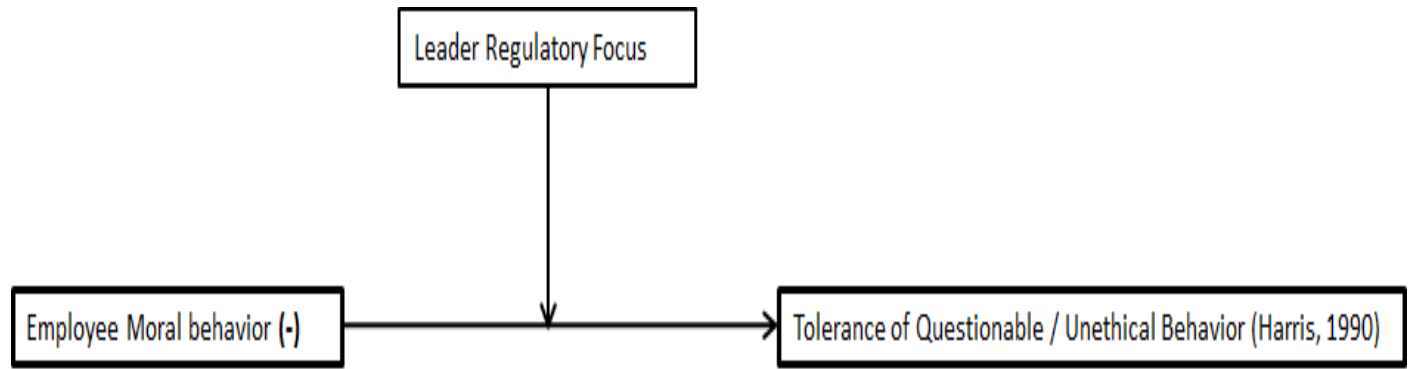 Leader Regulatory Focus
Employee Moral behavior (-)
Tolerance of Questionable / Unethical Behavior (Harris, 1990)